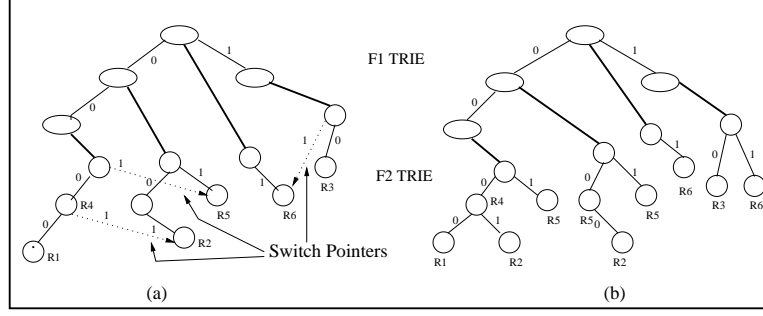 0 1
0 1
F1 TRIE
0
0
1 0
1
0 1
F2 TRIE
R3
0
R4
1
R5
1
R6
0
1
R2
R1
Switch Pointers
(a)
0 1
0
1
R6
0 1
0 1
R3 R6
0 1
R4
R5
R5
R5
0 1
0
R1 R2
R2
(b)